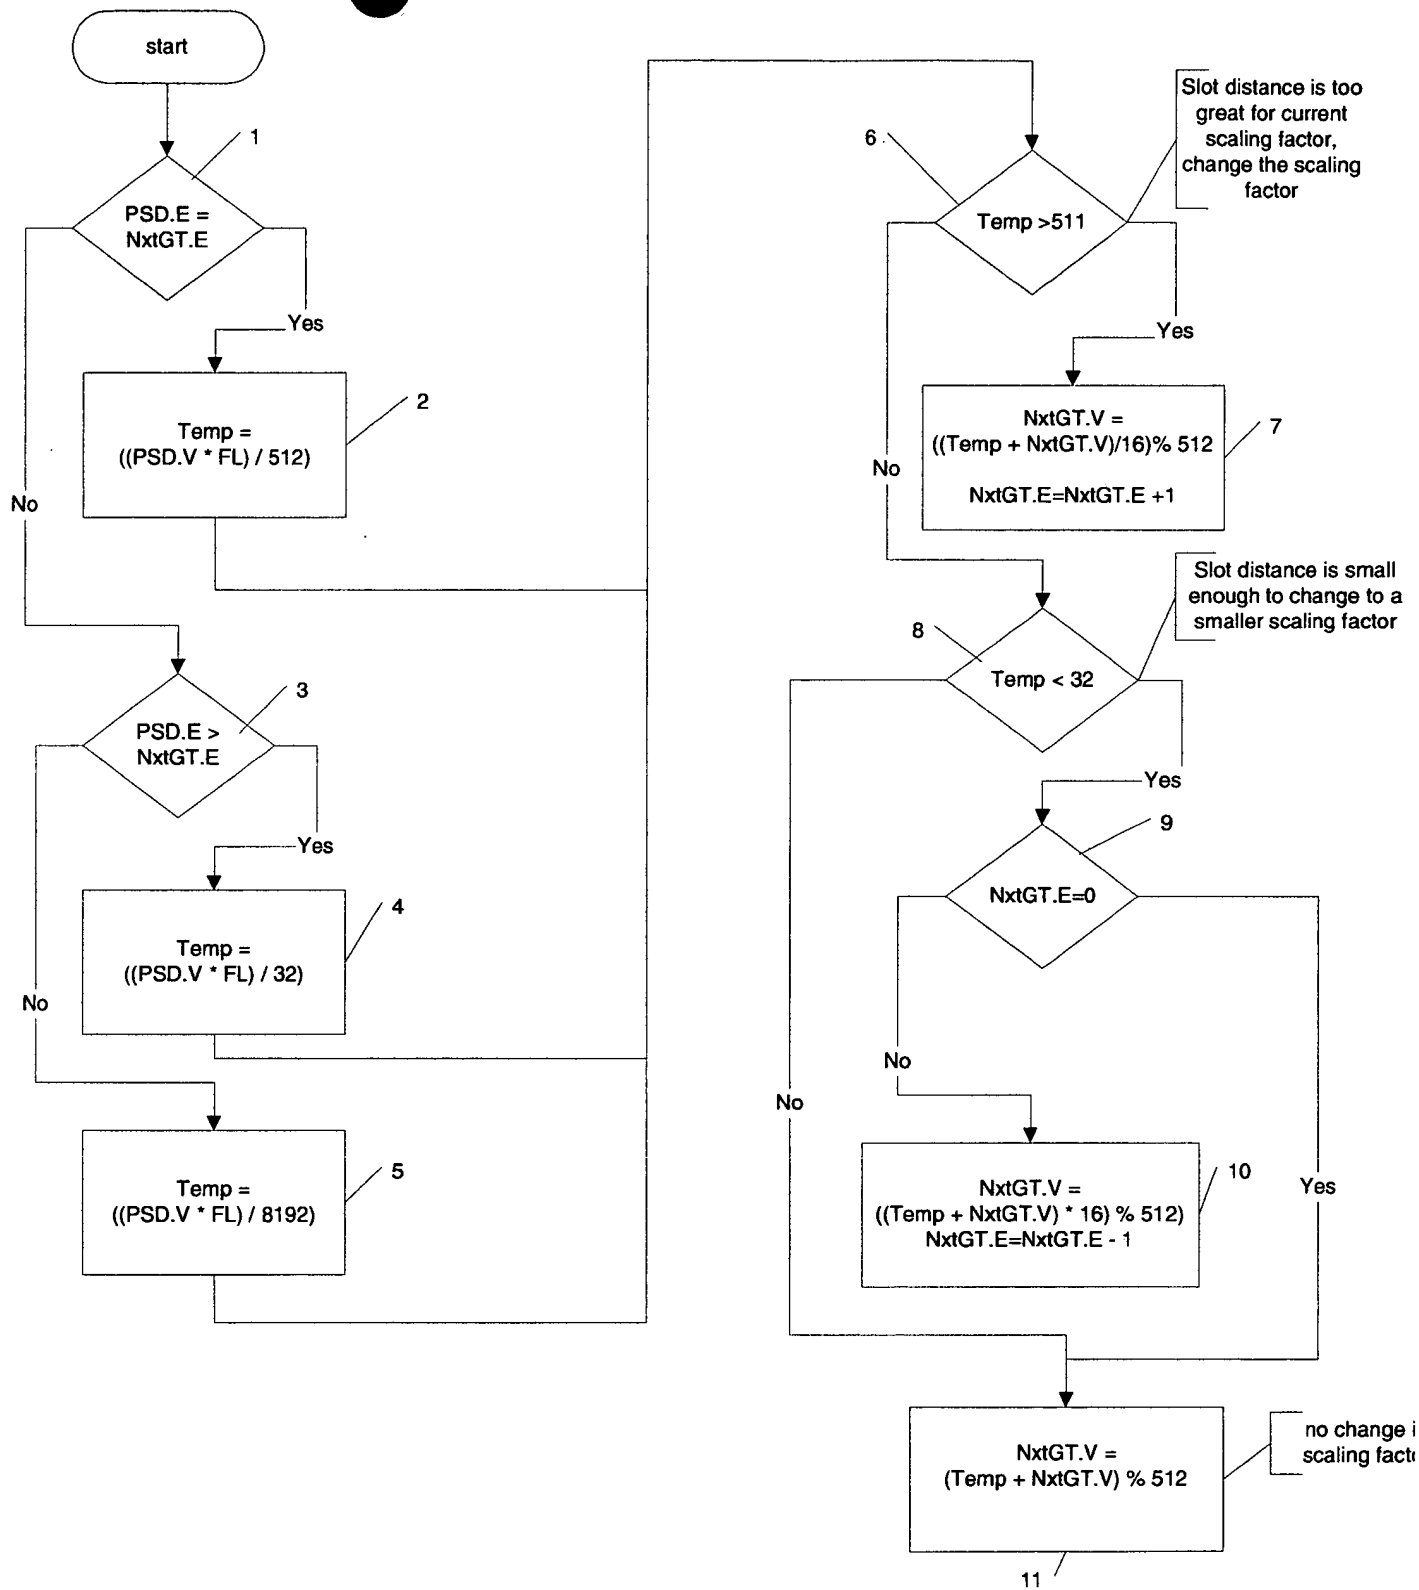 start
1
PSD.E =
NxtGT.E
Yes
2
Temp =
((PSD.V * FL) / 512)
No
3
PSD.E >
NxtGT.E
Yes
4
Temp =
((PSD.V * FL) / 32)
No
5
Temp =
((PSD.V * FL) / 8192)
6
Temp >511
Slot distance is too
great for current
scaling factor,
change the scaling
factor
Yes
7
NxtGT.V =
((Temp + NxtGT.V)/16)% 512
NxtGT.E=NxtGT.E +1
No
Slot distance is small
enough to change to a
smaller scaling factor
8
Temp < 32
Yes
9
NxtGT.E=0
No
No
10
NxtGT.V =
((Temp + NxtGT.V) * 16) % 512)
NxtGT.E=NxtGT.E - 1
Yes
NxtGT.V =
(Temp + NxtGT.V) % 512
no change
scaling
11